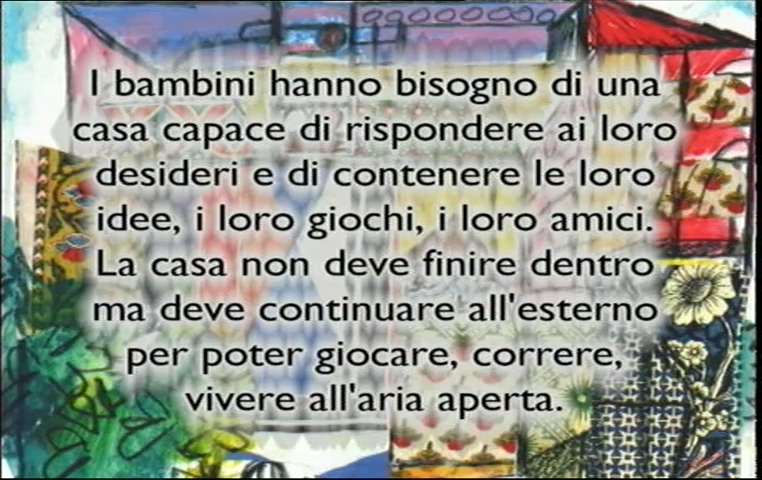 I bambini hanno bisogno di una
casa capace di rispondere ai loro
desideri e di contenere le loro
idee, i loro giochi, i loro amici.
La casa non deve finire dentro
ma deve continuare all'esterno
per poter giocare, correre,
vivere all'aria aperta.